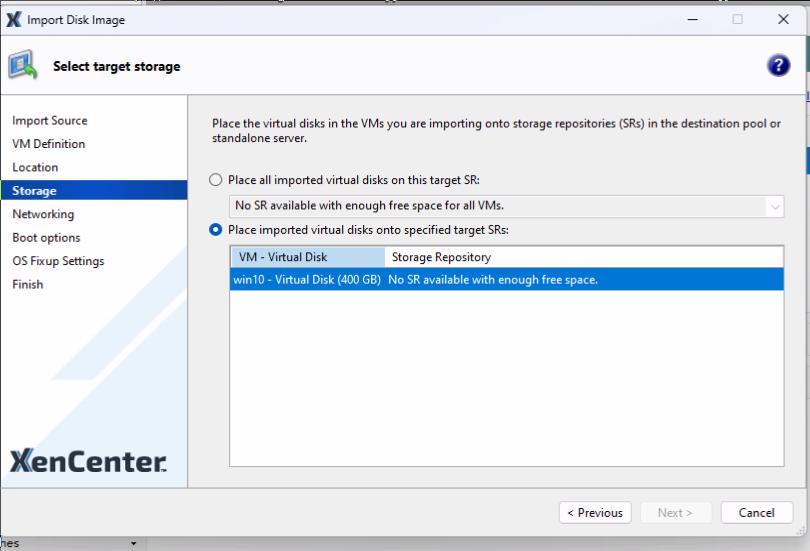 Import Disk Image
Select target storage
?
Import Source
VM Definition
Location
Storage
Networking
Boot options
OS Fixup Settings
Finish
XenCenter
Place the virtual disks in the VMs you are importing onto storage repositories (SRs) in the destination pool or
standalone server.
Place all imported virtual disks on this target SR:
No SR available with enough free space for all VMs.
Place imported virtual disks onto specified target SRs:
VM - Virtual Disk Storage Repository
win10 - Virtual Disk (400 GB) No SR available with enough free space.
< Previous Next > Cancel